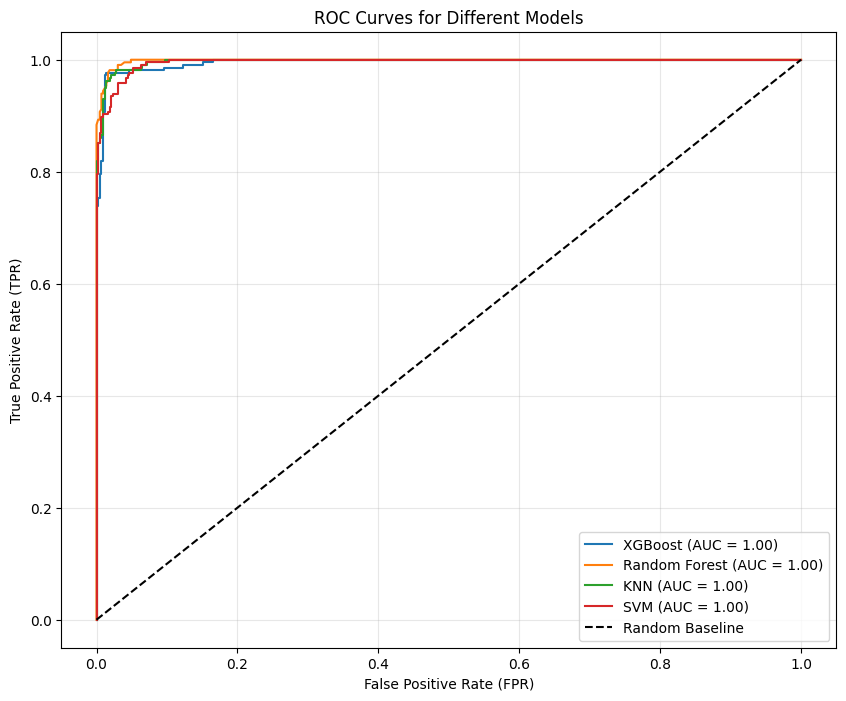 ROC Curves for Different Models
True Positive Rate (TPR)
1.0
0.8
0.6
0.4
0.2
0.0
0.0 0.2 0.4 0.6 0.8 1.0
False Positive Rate (FPR)
XGBoost (AUC = 1.00)
Random Forest (AUC = 1.00)
KNN (AUC = 1.00)
SVM (AUC = 1.00)
Random Baseline